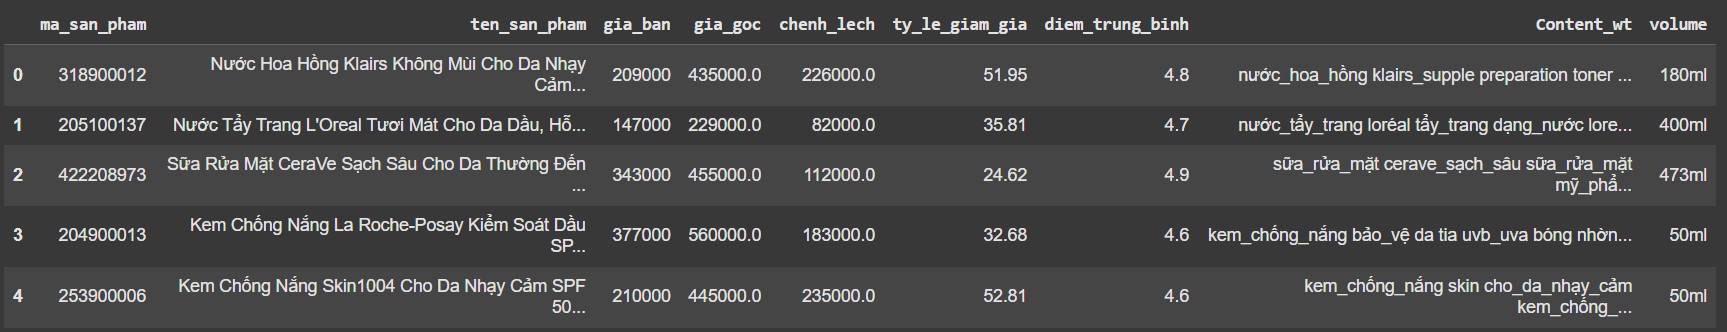 ma_san_pham ten_san_pham gia_ban gia_goc chenh_lech ty_le_giam_gia diem_trung_binh Content_wt volume
0 318900012 Nước Hoa Hồng Klairs Không Mùi Cho Da Nhạy Cảm... 209000 435000.0 226000.0 51.95 4.8 nước_hoa_hồng klairs_supple preparation toner ... 180ml
1 205100137 Nước Tẩy Trang L'Oreal Tươi Mát Cho Da Dầu, Hỗ... 147000 229000.0 82000.0 35.81 4.7 nước_tẩy_trang loréal tẩy_trang dạng_nước lore... 400ml
2 422208973 Sữa Rửa Mặt CeraVe Sạch Sâu Cho Da Thường Đến ... 343000 455000.0 112000.0 24.62 4.9 sữa_rửa_mặt cerave_sạch_sâu sữa_rửa_mặt mỹ_phẩ... 473ml
3 204900013 Kem Chống Nắng La Roche-Posay Kiểm Soát Dầu SP... 377000 560000.0 183000.0 32.68 4.6 kem_chống_nắng bảo_vệ da tia uvb_uva bóng nhờn... 50ml
4 253900006 Kem Chống Nắng Skin1004 Cho Da Nhạy Cảm SPF 50... 210000 445000.0 235000.0 52.81 4.6 kem_chống_nắng skin cho_da_nhạy_cảm kem_chống_... 50ml